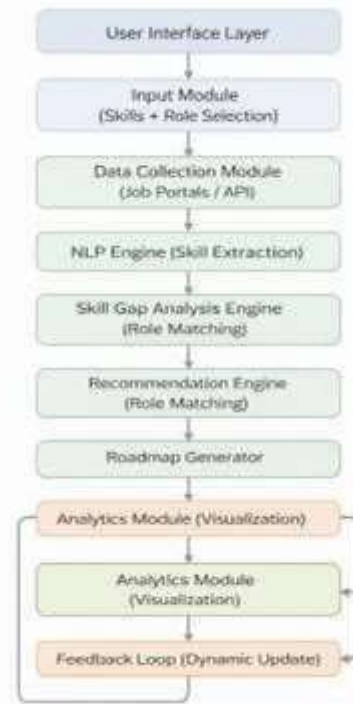 User Interface Layer
Input Module
(Skills + Role Selection)
Data Collection Module
(Job Portals / API)
NLP Engine (Skill Extraction)
Skill Gap Analysis Engine
(Role Matching)
Recommendation Engine
(Role Matching)
Roadmap Generator
Analytics Module (Visualization)
Analytics Module
(Visualization)
Feedback Loop (Dynamic Update)